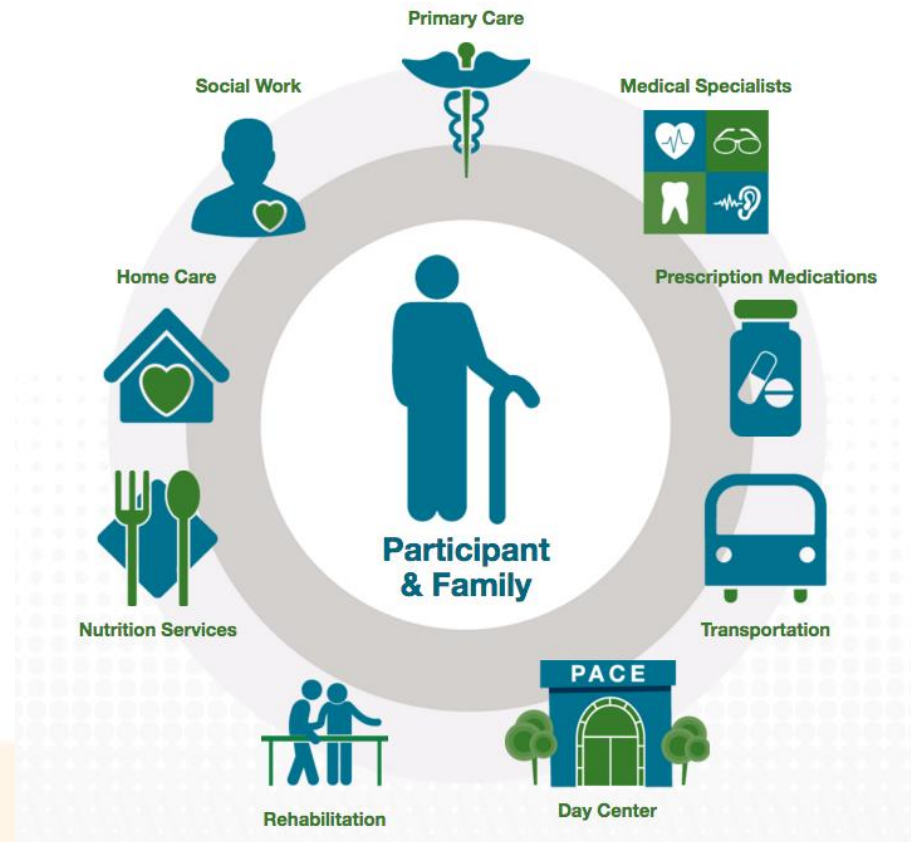 Primary Care
Social Work
Medical Specialists
Home Care
Prescription Medications
Participant
& Family
Nutrition Services
Transportation
PACE
Rehabilitation
Day Center